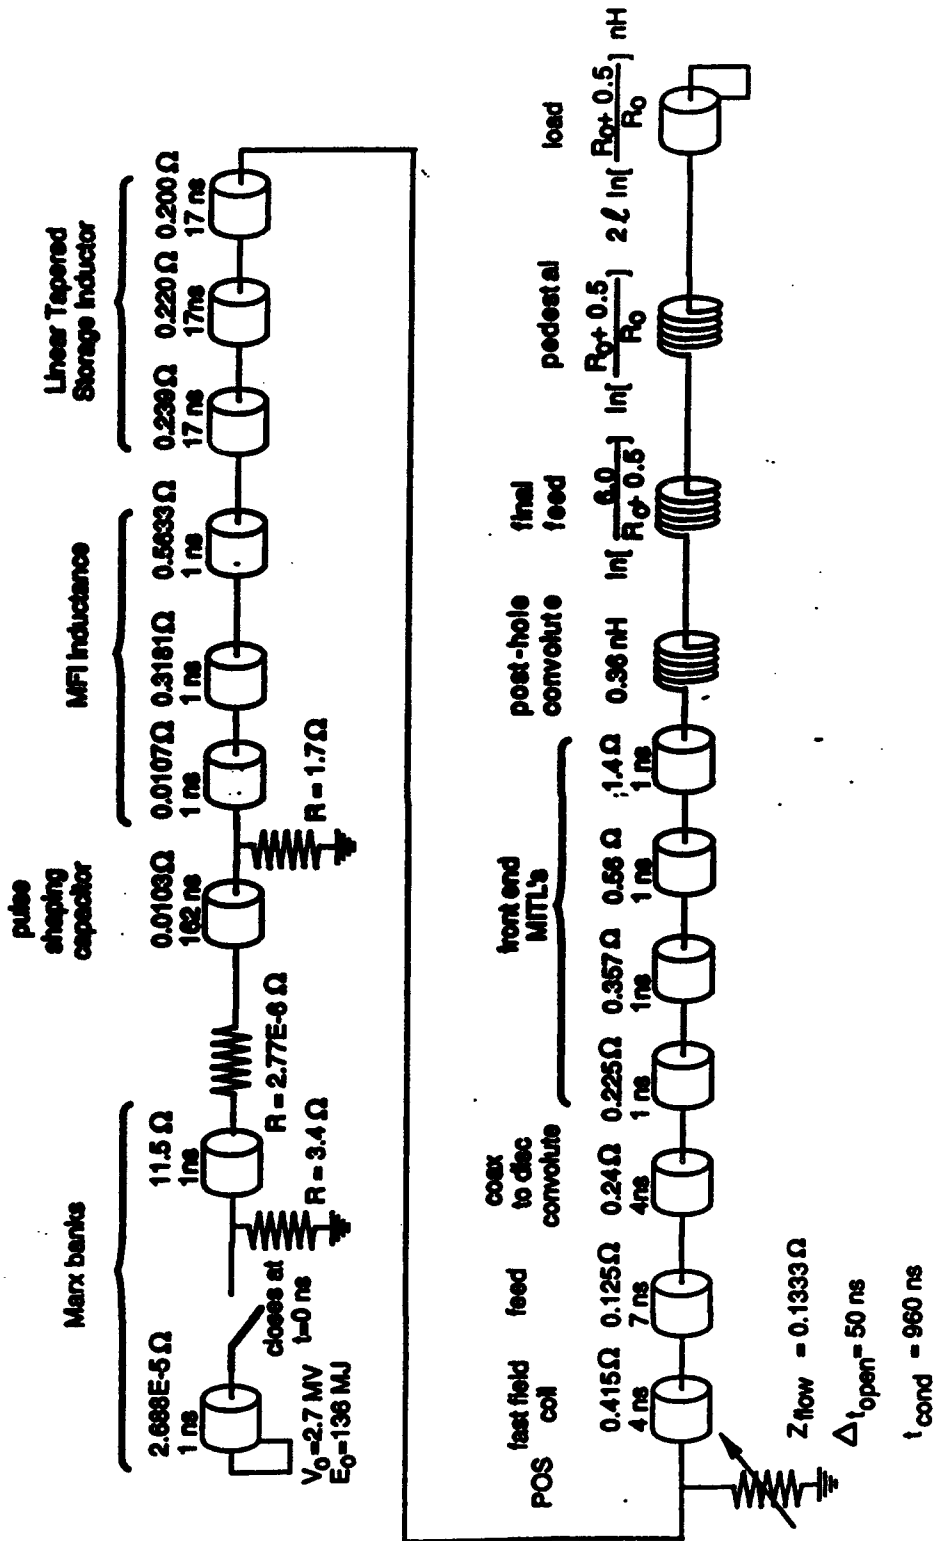 Marx banks
2.688E-5 Ω
1 ns
V0=2.7 MV
E0=136 MJ
closes at
t=0 ns
R = 3.4 Ω
11.5 Ω
1ns
R = 2.77E-6 Ω
pulse
shaping
capacitor
0.0103Ω
162 ns
R = 1.7Ω
MFI Inductance
0.0107Ω
1 ns
0.3181Ω
1 ns
0.5633Ω
1 ns
Linear Tapered
Storage Inductor
0.239Ω
17 ns
0.220Ω
17ns
0.200Ω
17 ns
POS
Zflow = 0.1333 Ω
Δtopen = 50 ns
tcond = 960 ns
fast field
coil
0.415Ω
4 ns
feed
0.125Ω
7 ns
coax
to disc
convolute
0.24Ω
4ns
front end
MITL's
0.225Ω
1 ns
0.357Ω
1ns
0.56 Ω
1 ns
1.4Ω
1 ns
post-hole
convolute
0.36 nH
final
feed
ln[ 6.0 / R0+ 0.5 ]
pedestal
ln[ R0+ 0.5 / R0 ]
load
2 ℓ ln[ R0+ 0.5 / R0 ] nH